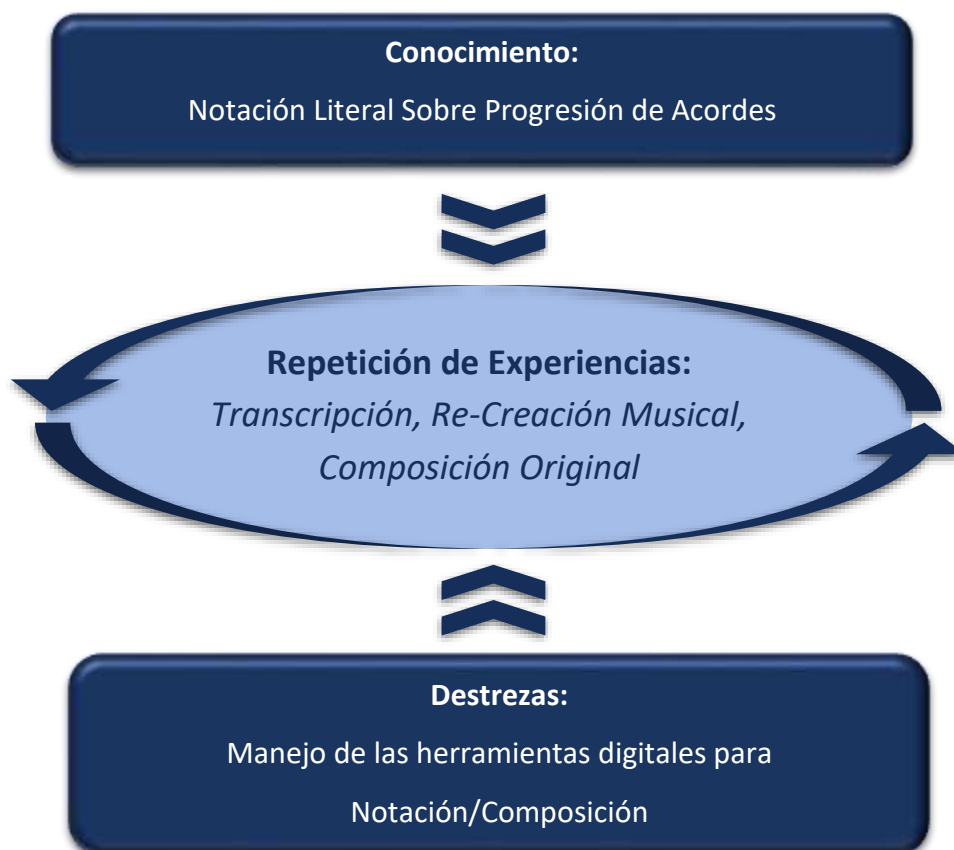 Conocimiento:
Notación Literal Sobre Progresión de Acordes
Repetición de Experiencias:
Transcripción, Re-Creación Musical,
Composición Original
Destrezas:
Manejo de las herramientas digitales para
Notación/Composición